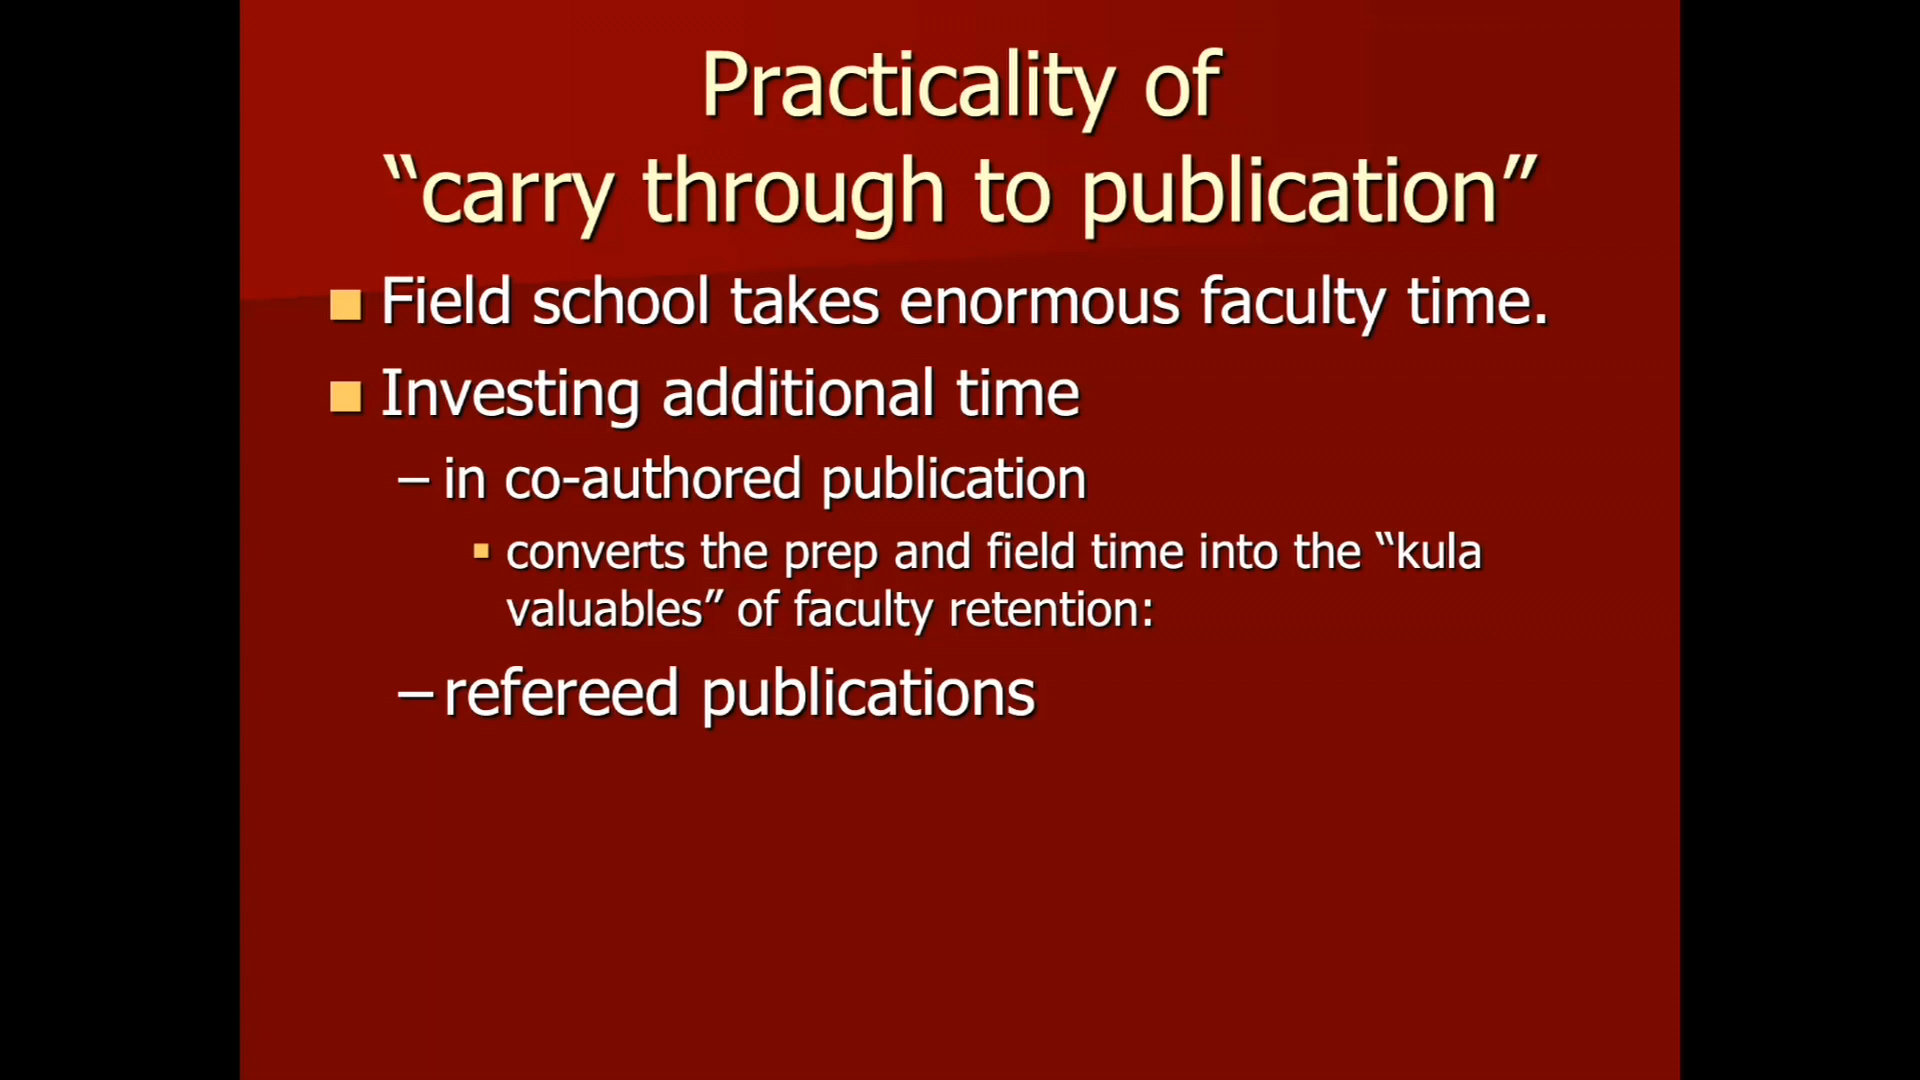 Practicality of
“carry through to publication”
Field school takes enormous faculty time.
Investing additional time
– in co-authored publication
converts the prep and field time into the “kula
valuables” of faculty retention:
– refereed publications